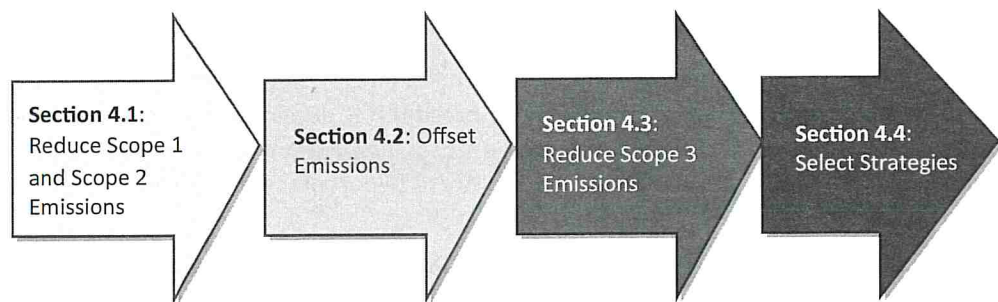 Section 4.1:
Reduce Scope 1
and Scope 2
Emissions
Section 4.2: Offset
Emissions
Section 4.3:
Reduce Scope 3
Emissions
Section 4.4:
Select Strategies